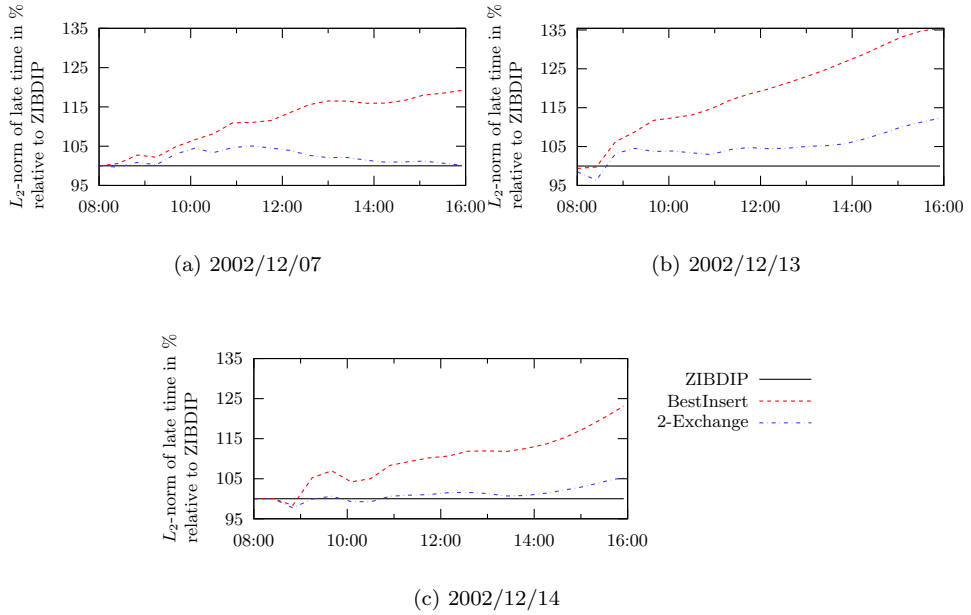 L2-norm of late time in %
relative to ZIBDIP
135
125
115
105
95
08:00 10:00 12:00 14:00 16:00
(a) 2002/12/07
L2-norm of late time in %
relative to ZIBDIP
135
125
115
105
95
08:00 10:00 12:00 14:00 16:00
(b) 2002/12/13
L2-norm of late time in %
relative to ZIBDIP
135
125
115
105
95
08:00 10:00 12:00 14:00 16:00
ZIBDIP
BestInsert
2-Exchange
(c) 2002/12/14